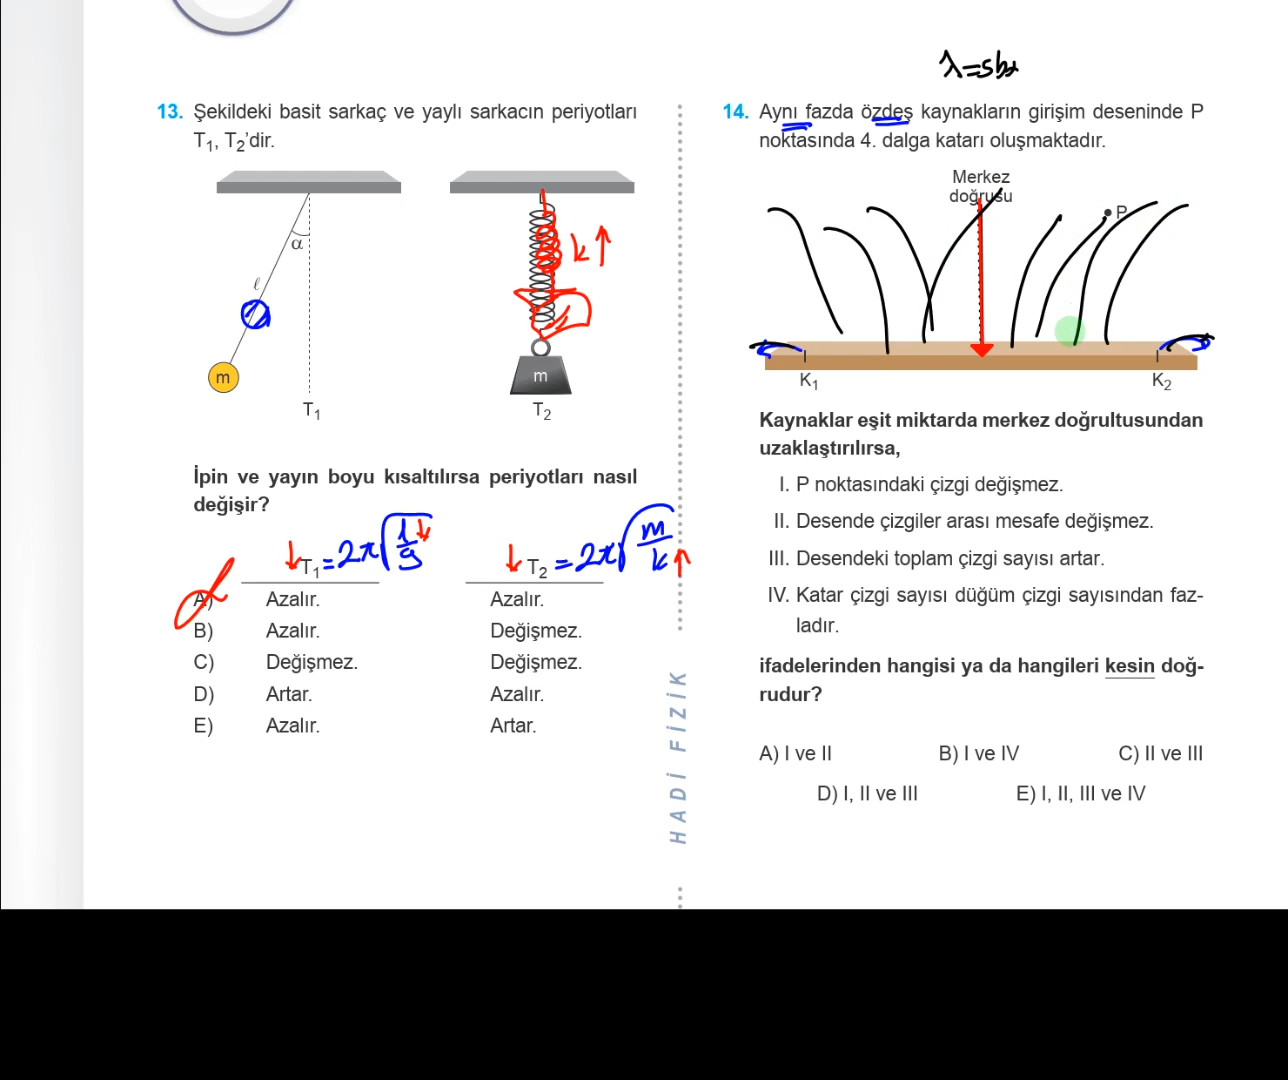 13. Şekildeki basit sarkaç ve yaylı sarkacın periyotları
T1, T2'dir.
α
ℓ
m
T1
k↑
m
T2
İpin ve yayın boyu kısaltılırsa periyotları nasıl
değişir?
↓T1 = 2π√(l↓/g)
↓T2 = 2π√(m/k↑)
A) Azalır. Azalır.
B) Azalır. Değişmez.
C) Değişmez. Değişmez.
D) Artar. Azalır.
E) Azalır. Artar.
HADİ FİZİK
λ=sbt
14. Aynı fazda özdeş kaynakların girişim deseninde P
noktasında 4. dalga katarı oluşmaktadır.
Merkez
doğrusu
P
K1
K2
Kaynaklar eşit miktarda merkez doğrultusundan
uzaklaştırılırsa,
I. P noktasındaki çizgi değişmez.
II. Desende çizgiler arası mesafe değişmez.
III. Desendeki toplam çizgi sayısı artar.
IV. Katar çizgi sayısı düğüm çizgi sayısından faz-
ladır.
ifadelerinden hangisi ya da hangileri kesin doğ-
rudur?
A) I ve II B) I ve IV C) II ve III
D) I, II ve III E) I, II, III ve IV